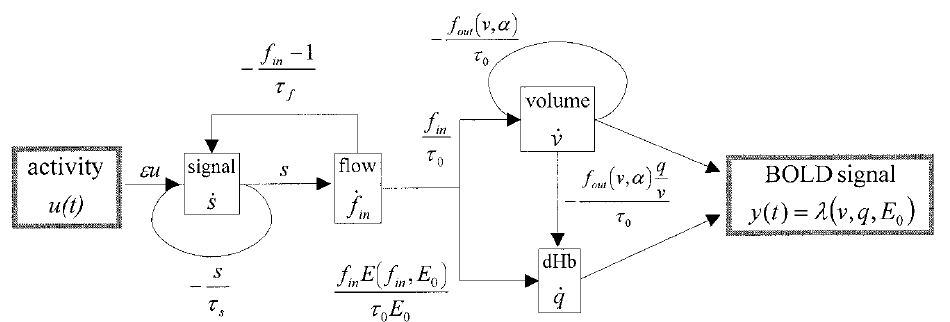 −f_out(v,α)/τ_0
−(f_in −1)/τ_f
volume
v̇
f_in/τ_0
activity
u(t)
εu
signal
ṡ
s
flow
ḟ_in
−f_out(v,α) q/v /τ_0
BOLD signal
y(t) = λ(v,q,E_0)
dHb
q̇
−s/τ_s
f_in E(f_in,E_0)/τ_0 E_0